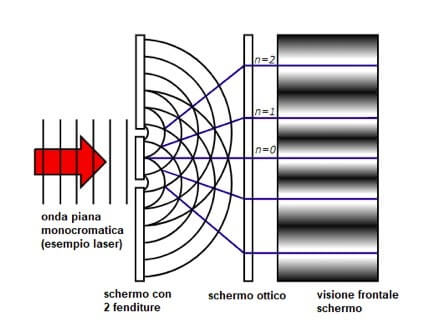 n=2
n=1
n=0
onda piana
monocromatica
(esempio laser)
schermo con
2 fenditure
schermo ottico
visione frontale
schermo